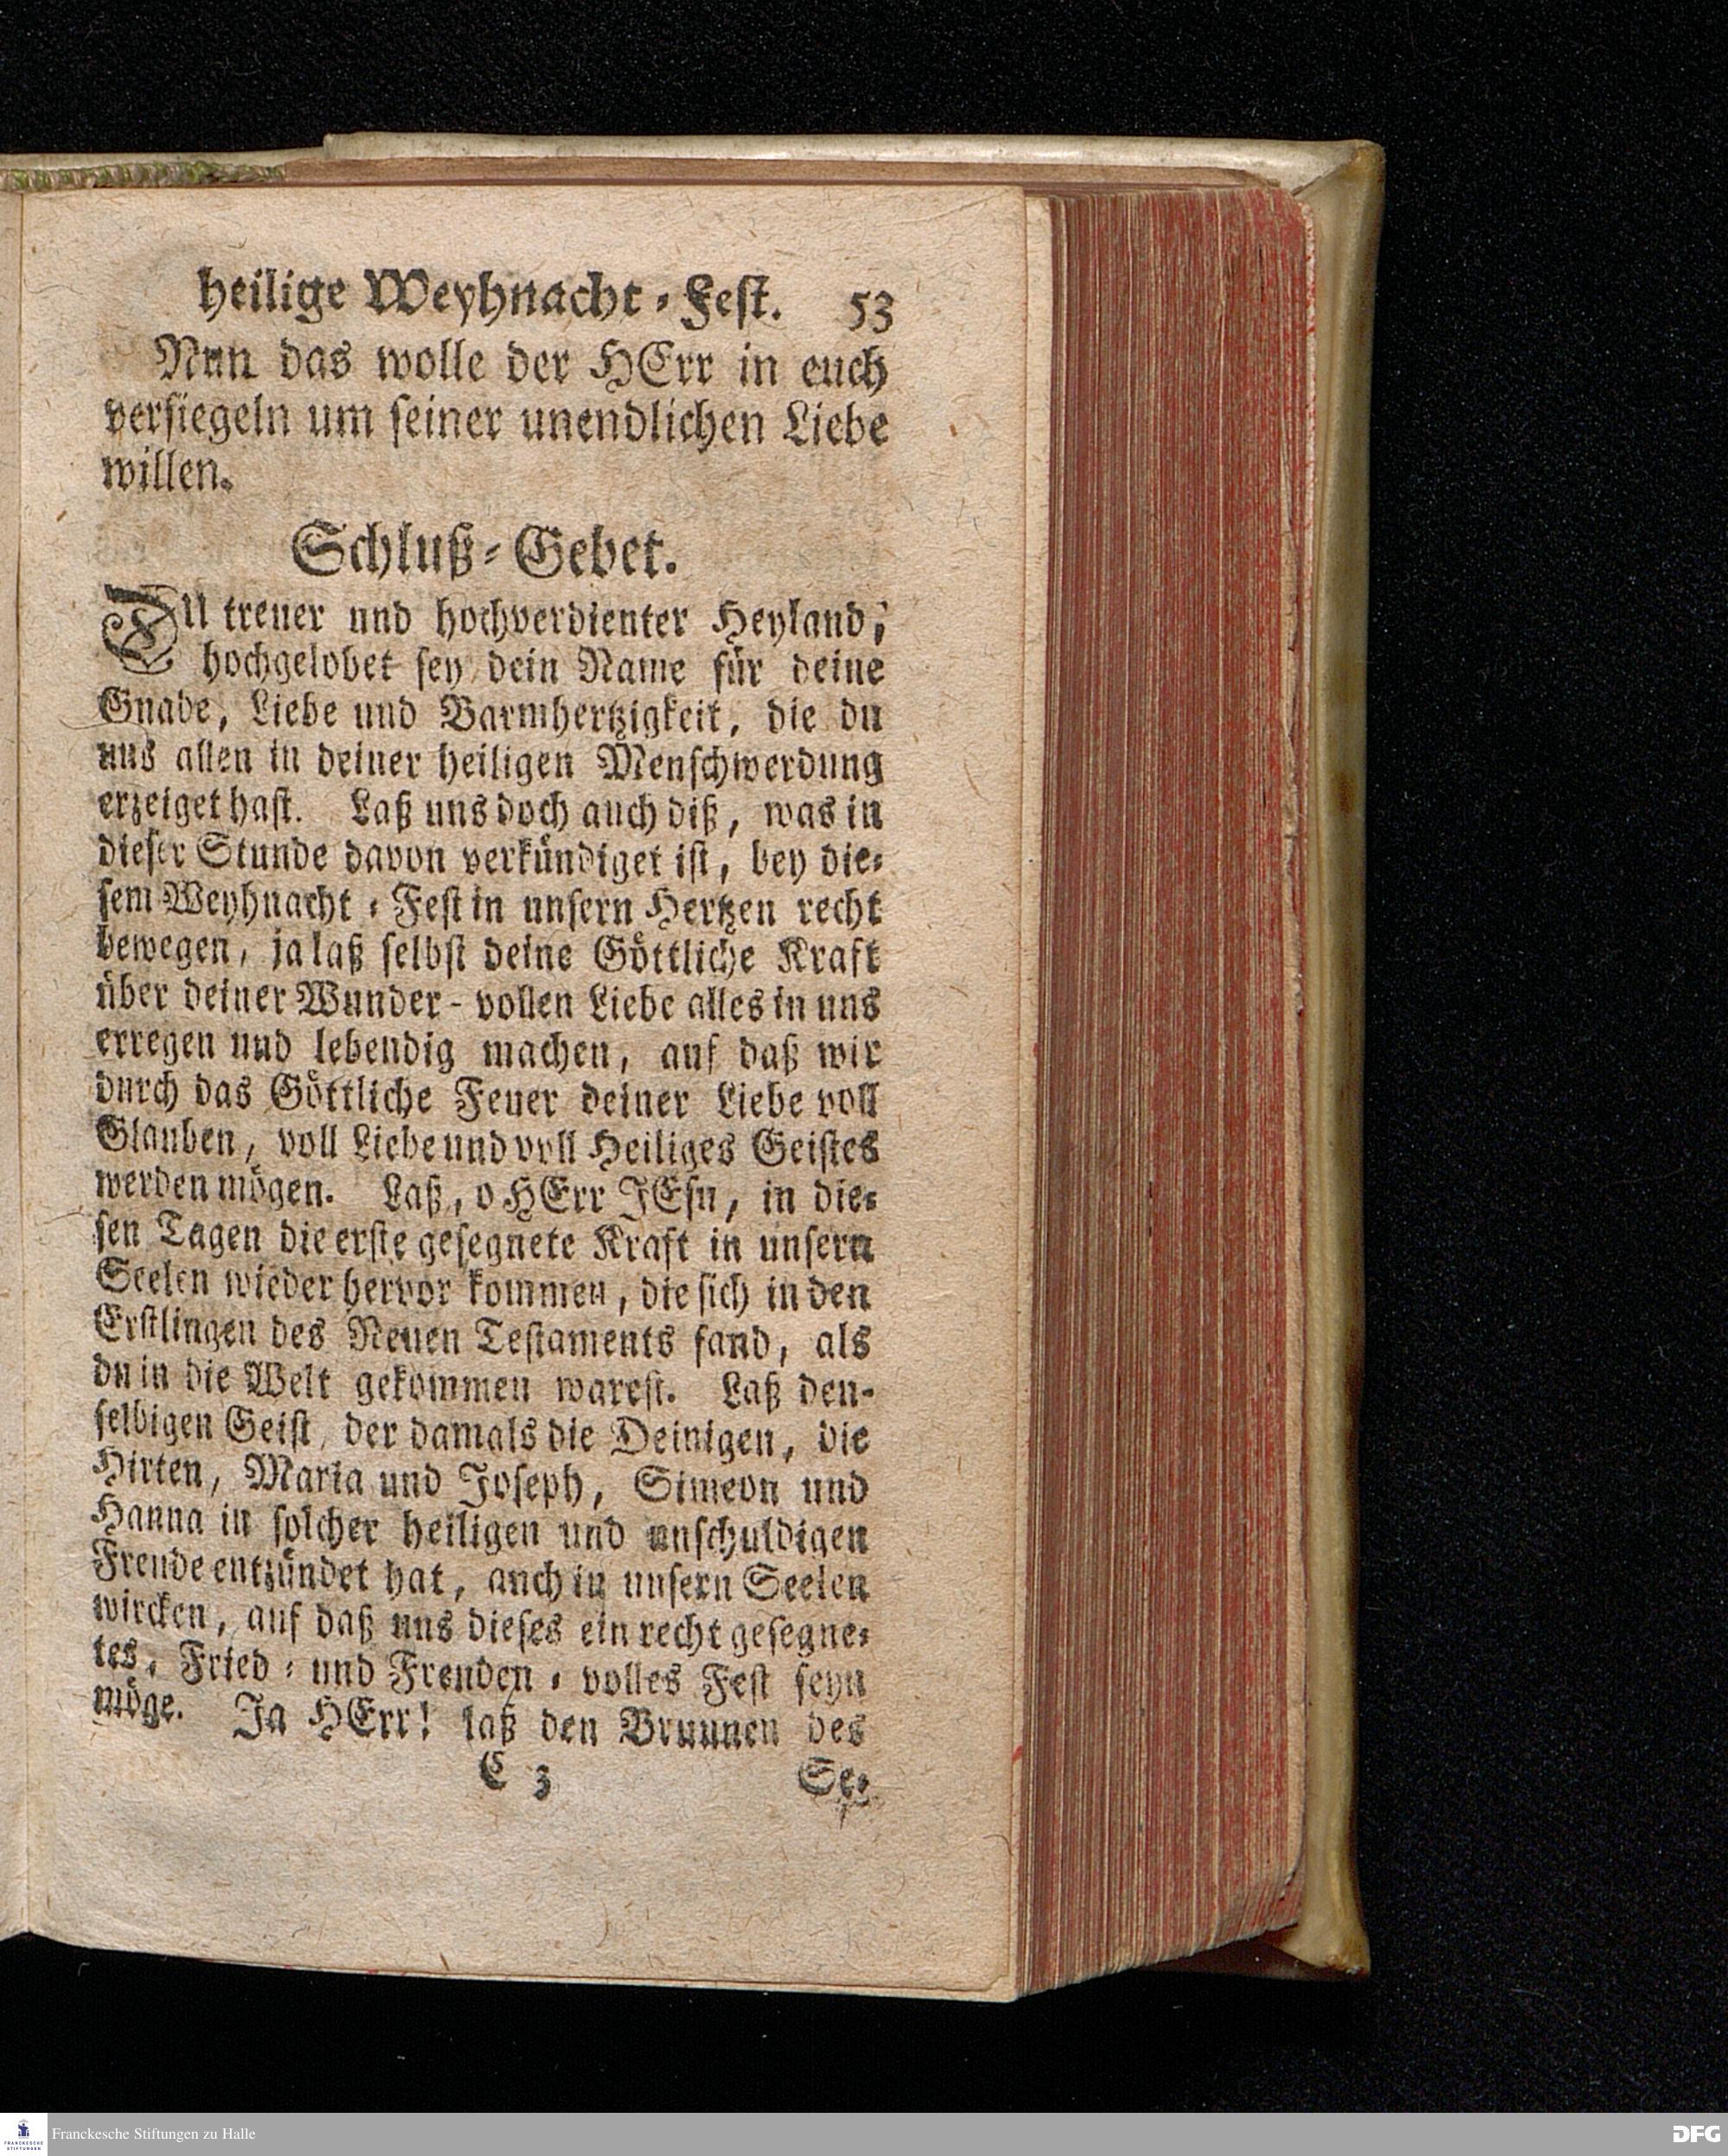 heilige Weyhnacht-Fest. 53
Nun das wolle der HErr in euch
versiegeln um seiner unendlichen Liebe
willen.
Schluß-Gebet.
DU treuer und hochverdienter Heyland,
hochgelobet sey dein Name für deine
Gnade, Liebe und Barmhertzigkeit, die du
uns allen in deiner heiligen Menschwerdung
erzeiget hast. Laß uns doch auch diß, was in
dieser Stunde davon verkündiget ist, bey die-
sem Weyhnacht-Fest in unsern Hertzen recht
bewegen, ja laß selbst deine Göttliche Kraft
über deiner Wunder-vollen Liebe alles in uns
erregen und lebendig machen, auf daß wir
durch das Göttliche Feuer deiner Liebe voll
Glauben, voll Liebe und voll Heiliges Geistes
werden mögen. Laß, o HErr JEsu, in die-
sen Tagen die erste gesegnete Kraft in unsern
Seelen wieder hervor kommen, die sich in den
Erstlingen des Neuen Testaments fand, als
du in die Welt gekommen warest. Laß den-
selbigen Geist, der damals die Deinigen, die
Hirten, Maria und Joseph, Simeon und
Hanna in solcher heiligen und unschuldigen
Freude entzündet hat, auch in unsern Seelen
wircken, auf daß uns dieses ein recht gesegne-
tes, Fried- und Freuden-volles Fest seyn
möge. Ja HErr! laß den Brunnen des
C 3 Se-
FRANCKESCHE STIFTUNGEN
Franckesche Stiftungen zu Halle
DFG